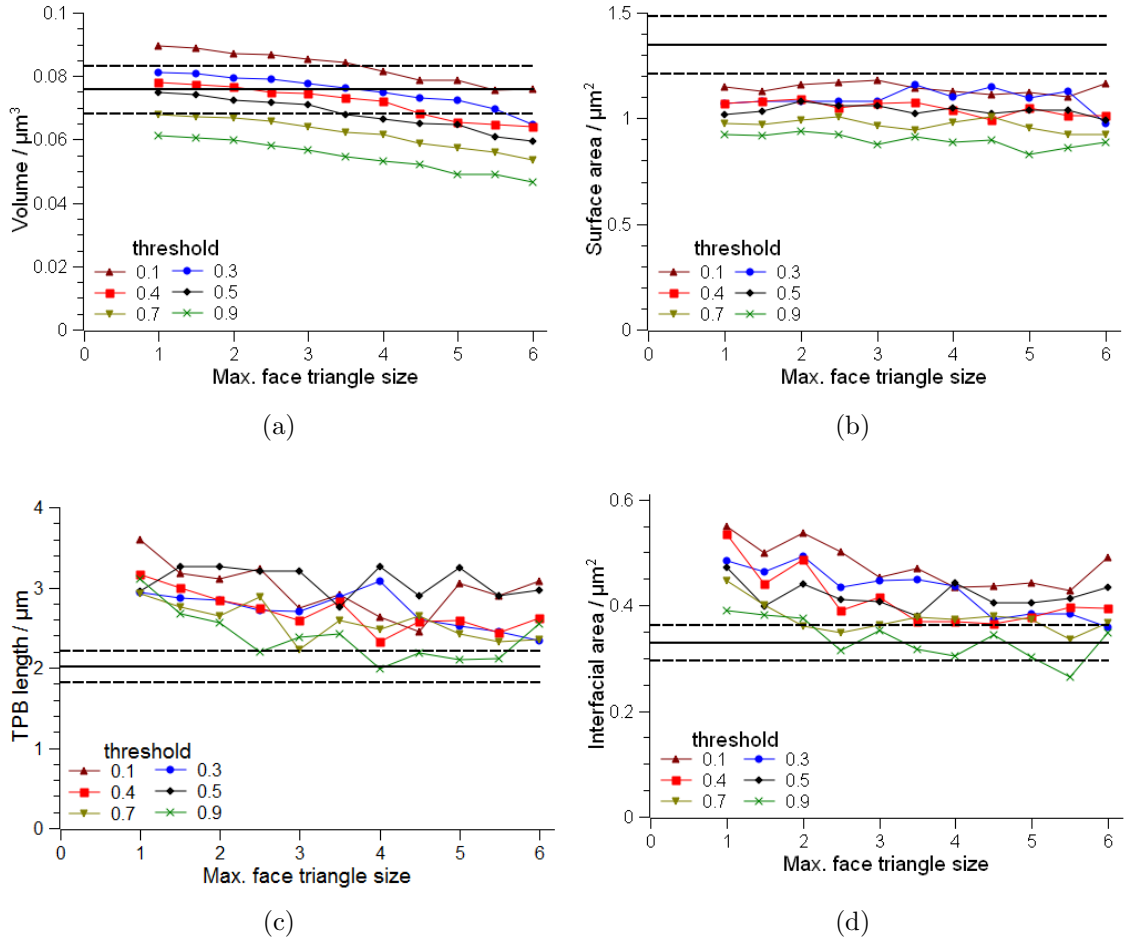 0.1
0.08
0.06
0.04
0.02
0
Volume / μm³
threshold
0.1 0.3
0.4 0.5
0.7 0.9
0 1 2 3 4 5 6
Max. face triangle size
(a)
1.5
1
0.5
0
Surface area / μm²
threshold
0.1 0.3
0.4 0.5
0.7 0.9
0 1 2 3 4 5 6
Max. face triangle size
(b)
4
3
2
1
0
TPB length / μm
threshold
0.1 0.3
0.4 0.5
0.7 0.9
0 1 2 3 4 5 6
Max. face triangle size
(c)
0.6
0.4
0.2
0
Interfacial area / μm²
threshold
0.1 0.3
0.4 0.5
0.7 0.9
0 1 2 3 4 5 6
Max. face triangle size
(d)